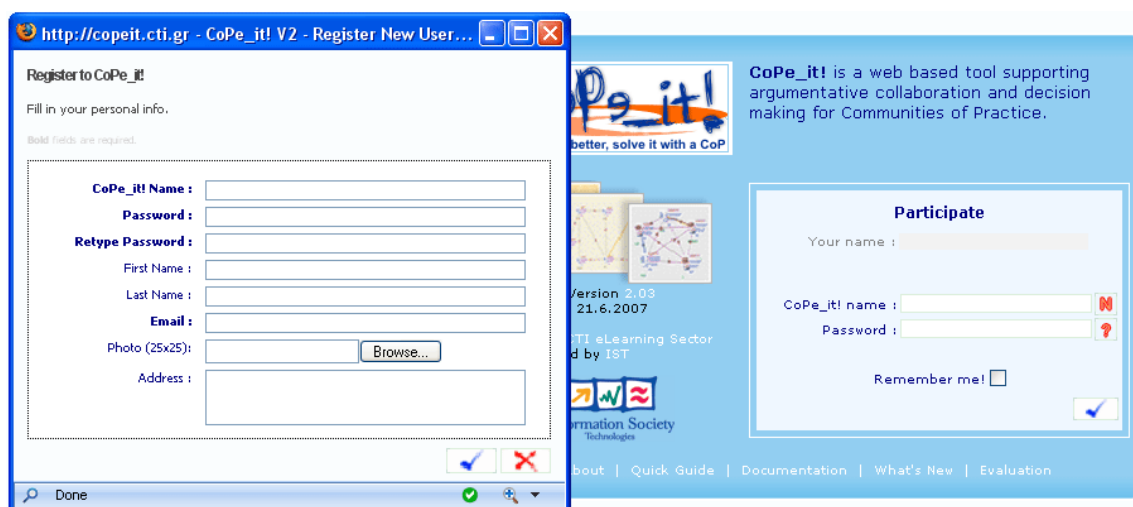 http://copeit.cti.gr - CoPe_it! V2 - Register New User...
Register to CoPe_it!
Fill in your personal info.
Bold fields are required.
CoPe_it! Name :
Password :
Retype Password :
First Name :
Last Name :
Email :
Photo (25x25):
Browse...
Address :
Done
oPe_it!
better, solve it with a CoP
CoPe_it! is a web based tool supporting
argumentative collaboration and decision
making for Communities of Practice.
Version 2.03
21.6.2007
CTI eLearning Sector
d by IST
rmation Society
Technologies
Participate
Your name :
CoPe_it! name :
N
Password :
?
Remember me!
bout | Quick Guide | Documentation | What's New | Evaluation